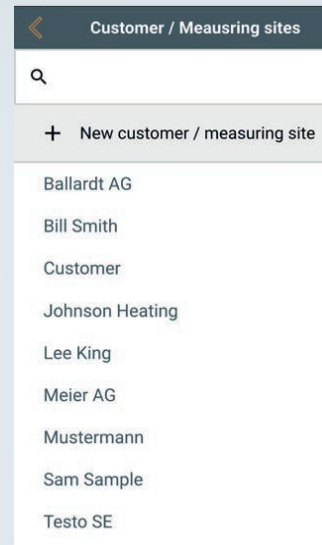 Customer / Meausring sites
+ New customer / measuring site
Ballardt AG
Bill Smith
Customer
Johnson Heating
Lee King
Meier AG
Mustermann
Sam Sample
Testo SE